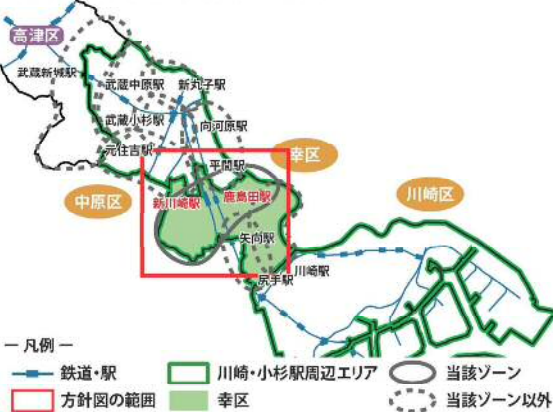 高津区
武蔵新城駅
武蔵中原駅
新丸子駅
武蔵小杉駅
向河原駅
元住吉駅
平間駅
幸区
中原区
新川崎駅
鹿島田駅
川崎区
矢向駅
川崎駅
尻手駅
― 凡例 ―
鉄道・駅
川崎・小杉駅周辺エリア
当該ゾーン
方針図の範囲
幸区
当該ゾーン以外